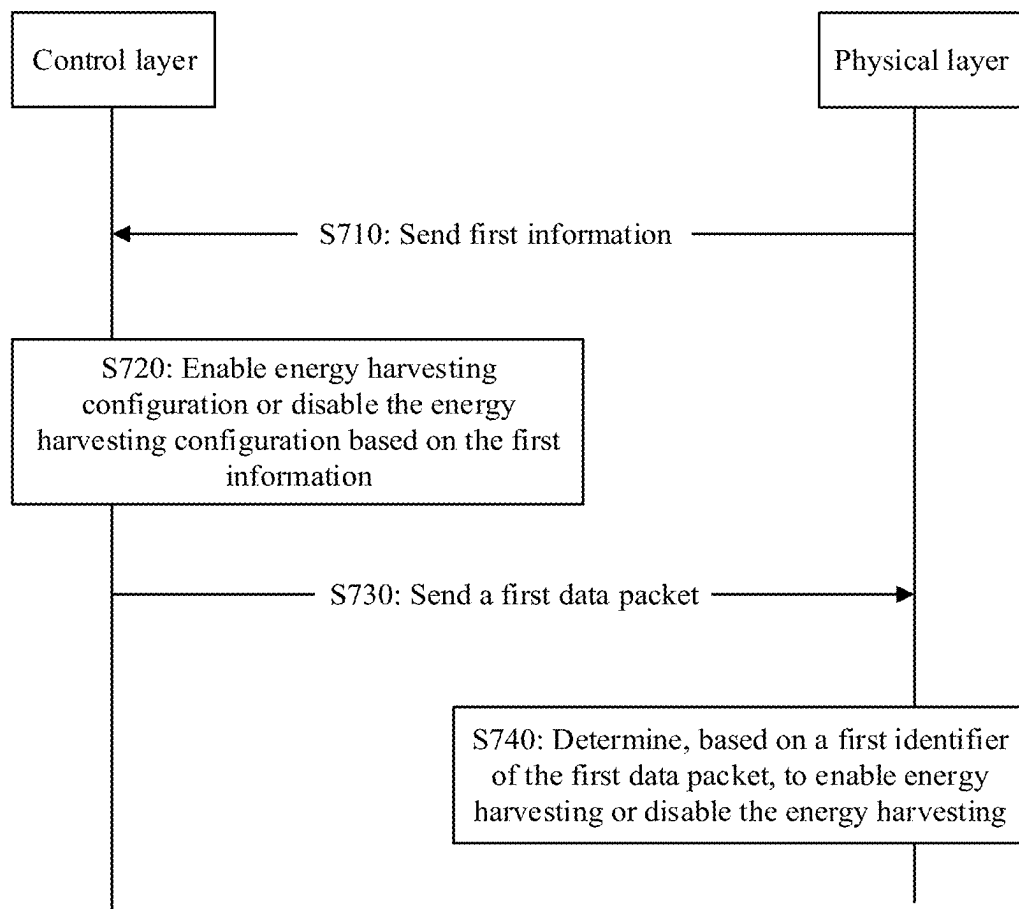 Control layer
Physical layer
S710: Send first information
S720: Enable energy harvesting
configuration or disable the energy
harvesting configuration based on the first
information
S730: Send a first data packet
S740: Determine, based on a first identifier
of the first data packet, to enable energy
harvesting or disable the energy harvesting